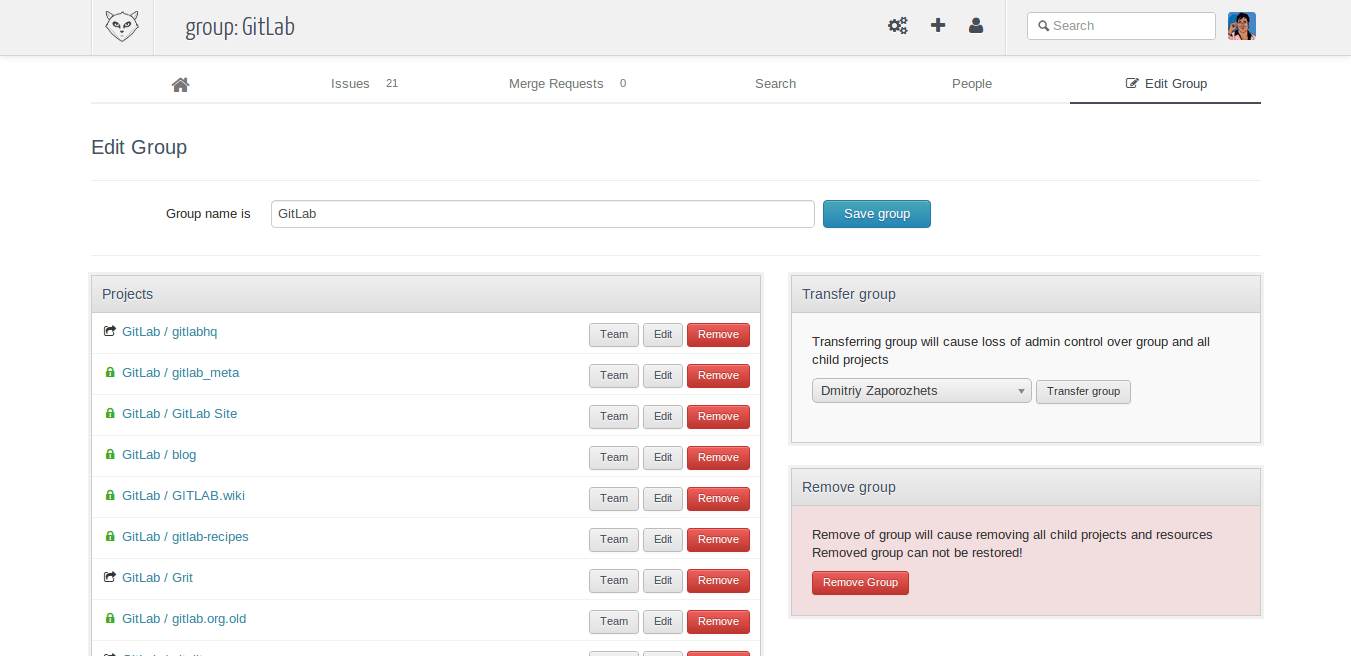 group: GitLab
Search
Issues 21
Merge Requests 0
Search
People
Edit Group
Edit Group
Group name is
GitLab
Save group
Projects
GitLab / gitlabhq
Team
Edit
Remove
GitLab / gitlab_meta
Team
Edit
Remove
GitLab / GitLab Site
Team
Edit
Remove
GitLab / blog
Team
Edit
Remove
GitLab / GITLAB.wiki
Team
Edit
Remove
GitLab / gitlab-recipes
Team
Edit
Remove
GitLab / Grit
Team
Edit
Remove
GitLab / gitlab.org.old
Team
Edit
Remove
Transfer group
Transferring group will cause loss of admin control over group and all
child projects
Dmitriy Zaporozhets
Transfer group
Remove group
Remove of group will cause removing all child projects and resources
Removed group can not be restored!
Remove Group